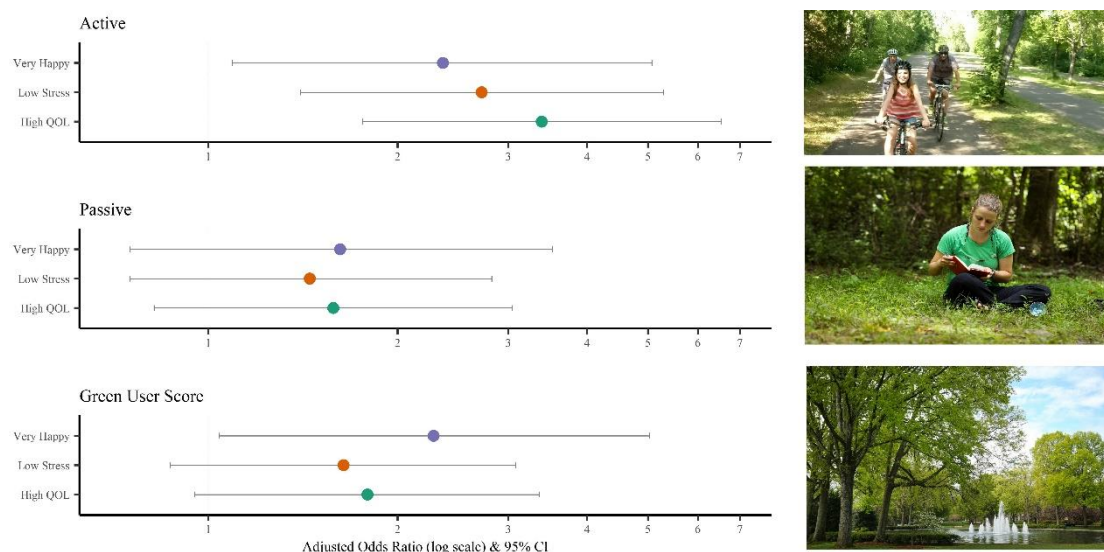 Active
Very Happy
Low Stress
High QOL
1 2 3 4 5 6 7
Passive
Very Happy
Low Stress
High QOL
1 2 3 4 5 6 7
Green User Score
Very Happy
Low Stress
High QOL
1 2 3 4 5 6 7
Adjusted Odds Ratio (log scale) & 95% CI